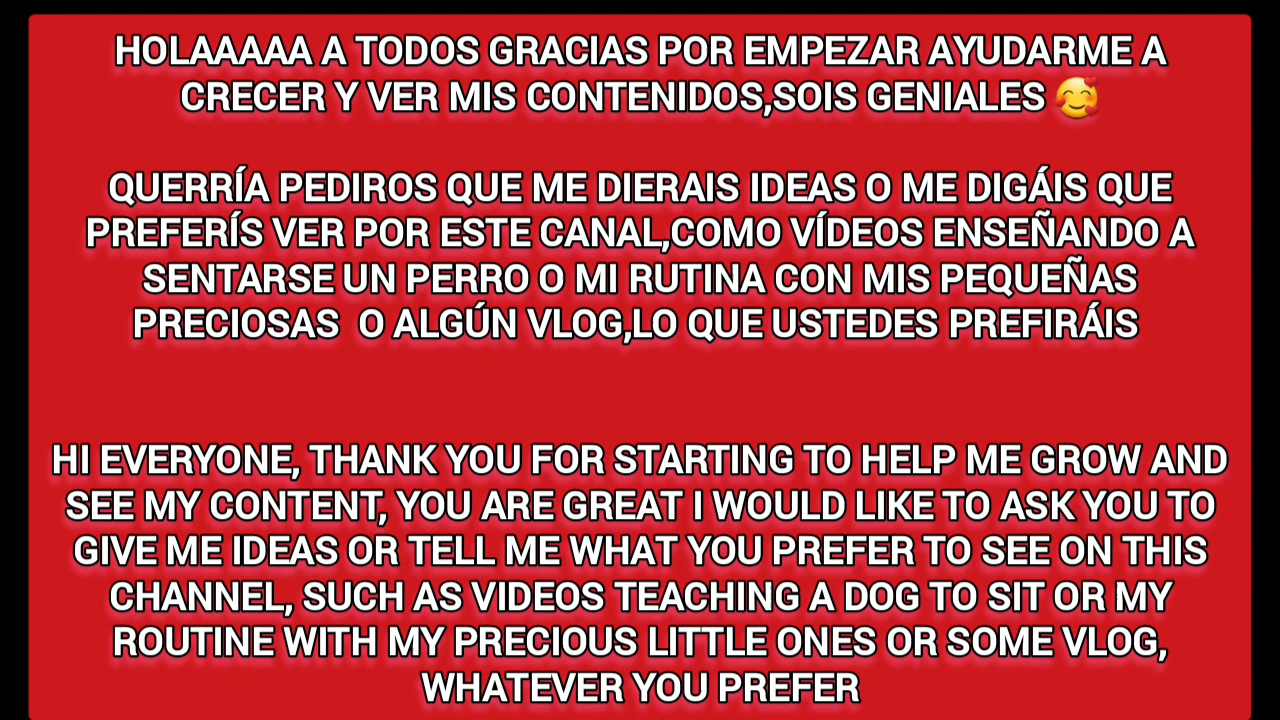 HOLAAAAA A TODOS GRACIAS POR EMPEZAR AYUDARME A
CRECER Y VER MIS CONTENIDOS,SOIS GENIALES 🥰
QUERRÍA PEDIROS QUE ME DIERAIS IDEAS O ME DIGÁIS QUE
PREFERÍS VER POR ESTE CANAL,COMO VÍDEOS ENSEÑANDO A
SENTARSE UN PERRO O MI RUTINA CON MIS PEQUEÑAS
PRECIOSAS  O ALGÚN VLOG,LO QUE USTEDES PREFIRÁIS
HI EVERYONE, THANK YOU FOR STARTING TO HELP ME GROW AND
SEE MY CONTENT, YOU ARE GREAT I WOULD LIKE TO ASK YOU TO
GIVE ME IDEAS OR TELL ME WHAT YOU PREFER TO SEE ON THIS
CHANNEL, SUCH AS VIDEOS TEACHING A DOG TO SIT OR MY
ROUTINE WITH MY PRECIOUS LITTLE ONES OR SOME VLOG,
WHATEVER YOU PREFER